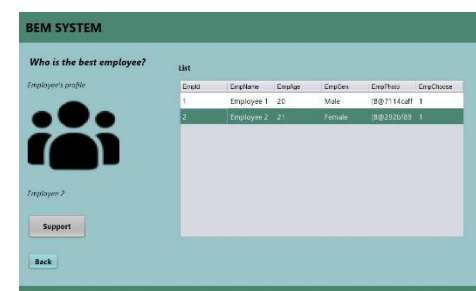 BEM SYSTEM
Who is the best employee?
Employee's profile
Employee 2
Support
Back
List
EmpId EmpName EmpAge EmpGen EmpPhoto EmpChoose
1 Employee 1 20 Male [B@7114caff 1
2 Employee 2 21 Female [B@292bf89 1